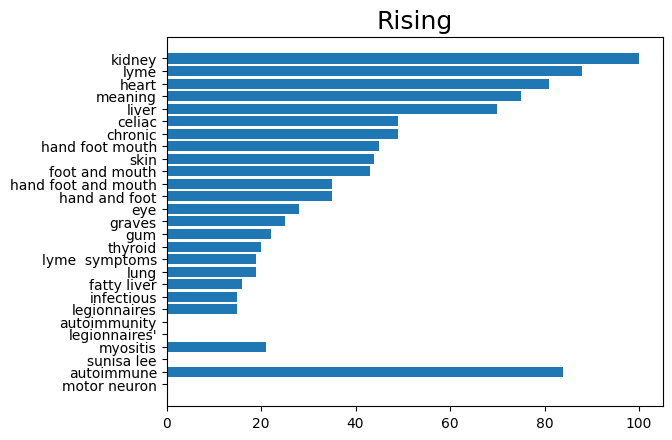 Rising
kidney
lyme
heart
meaning
liver
celiac
chronic
hand foot mouth
skin
foot and mouth
hand foot and mouth
hand and foot
eye
graves
gum
thyroid
lyme  symptoms
lung
fatty liver
infectious
legionnaires
autoimmunity
legionnaires'
myositis
sunisa lee
autoimmune
motor neuron
0 20 40 60 80 100